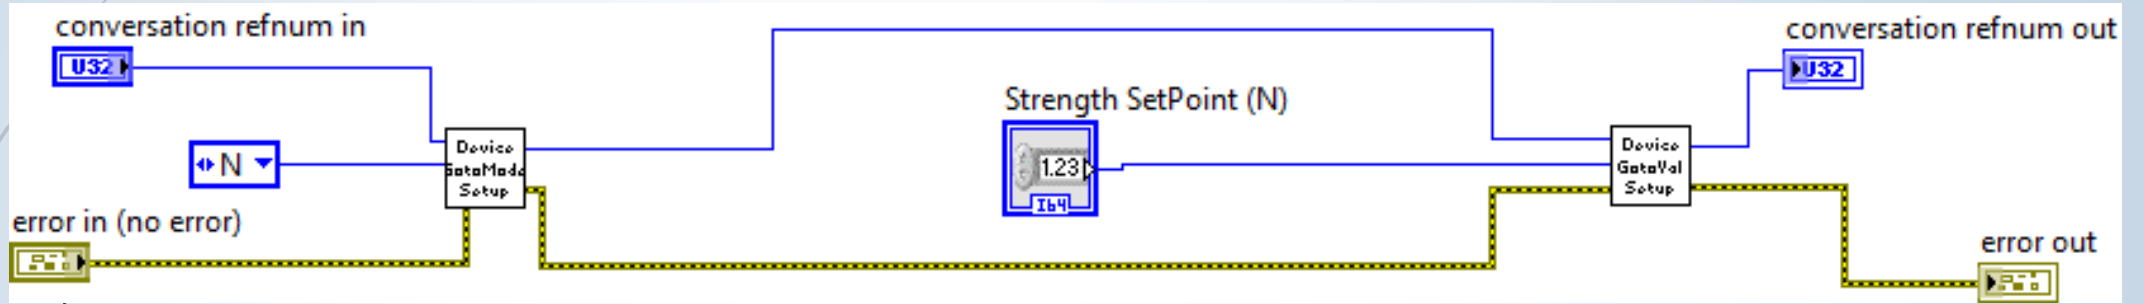 conversation refnum in
U32
N
Device
GotoMode
Setup
error in (no error)
Strength SetPoint (N)
1.23
I64
Device
GotoVal
Setup
conversation refnum out
U32
error out